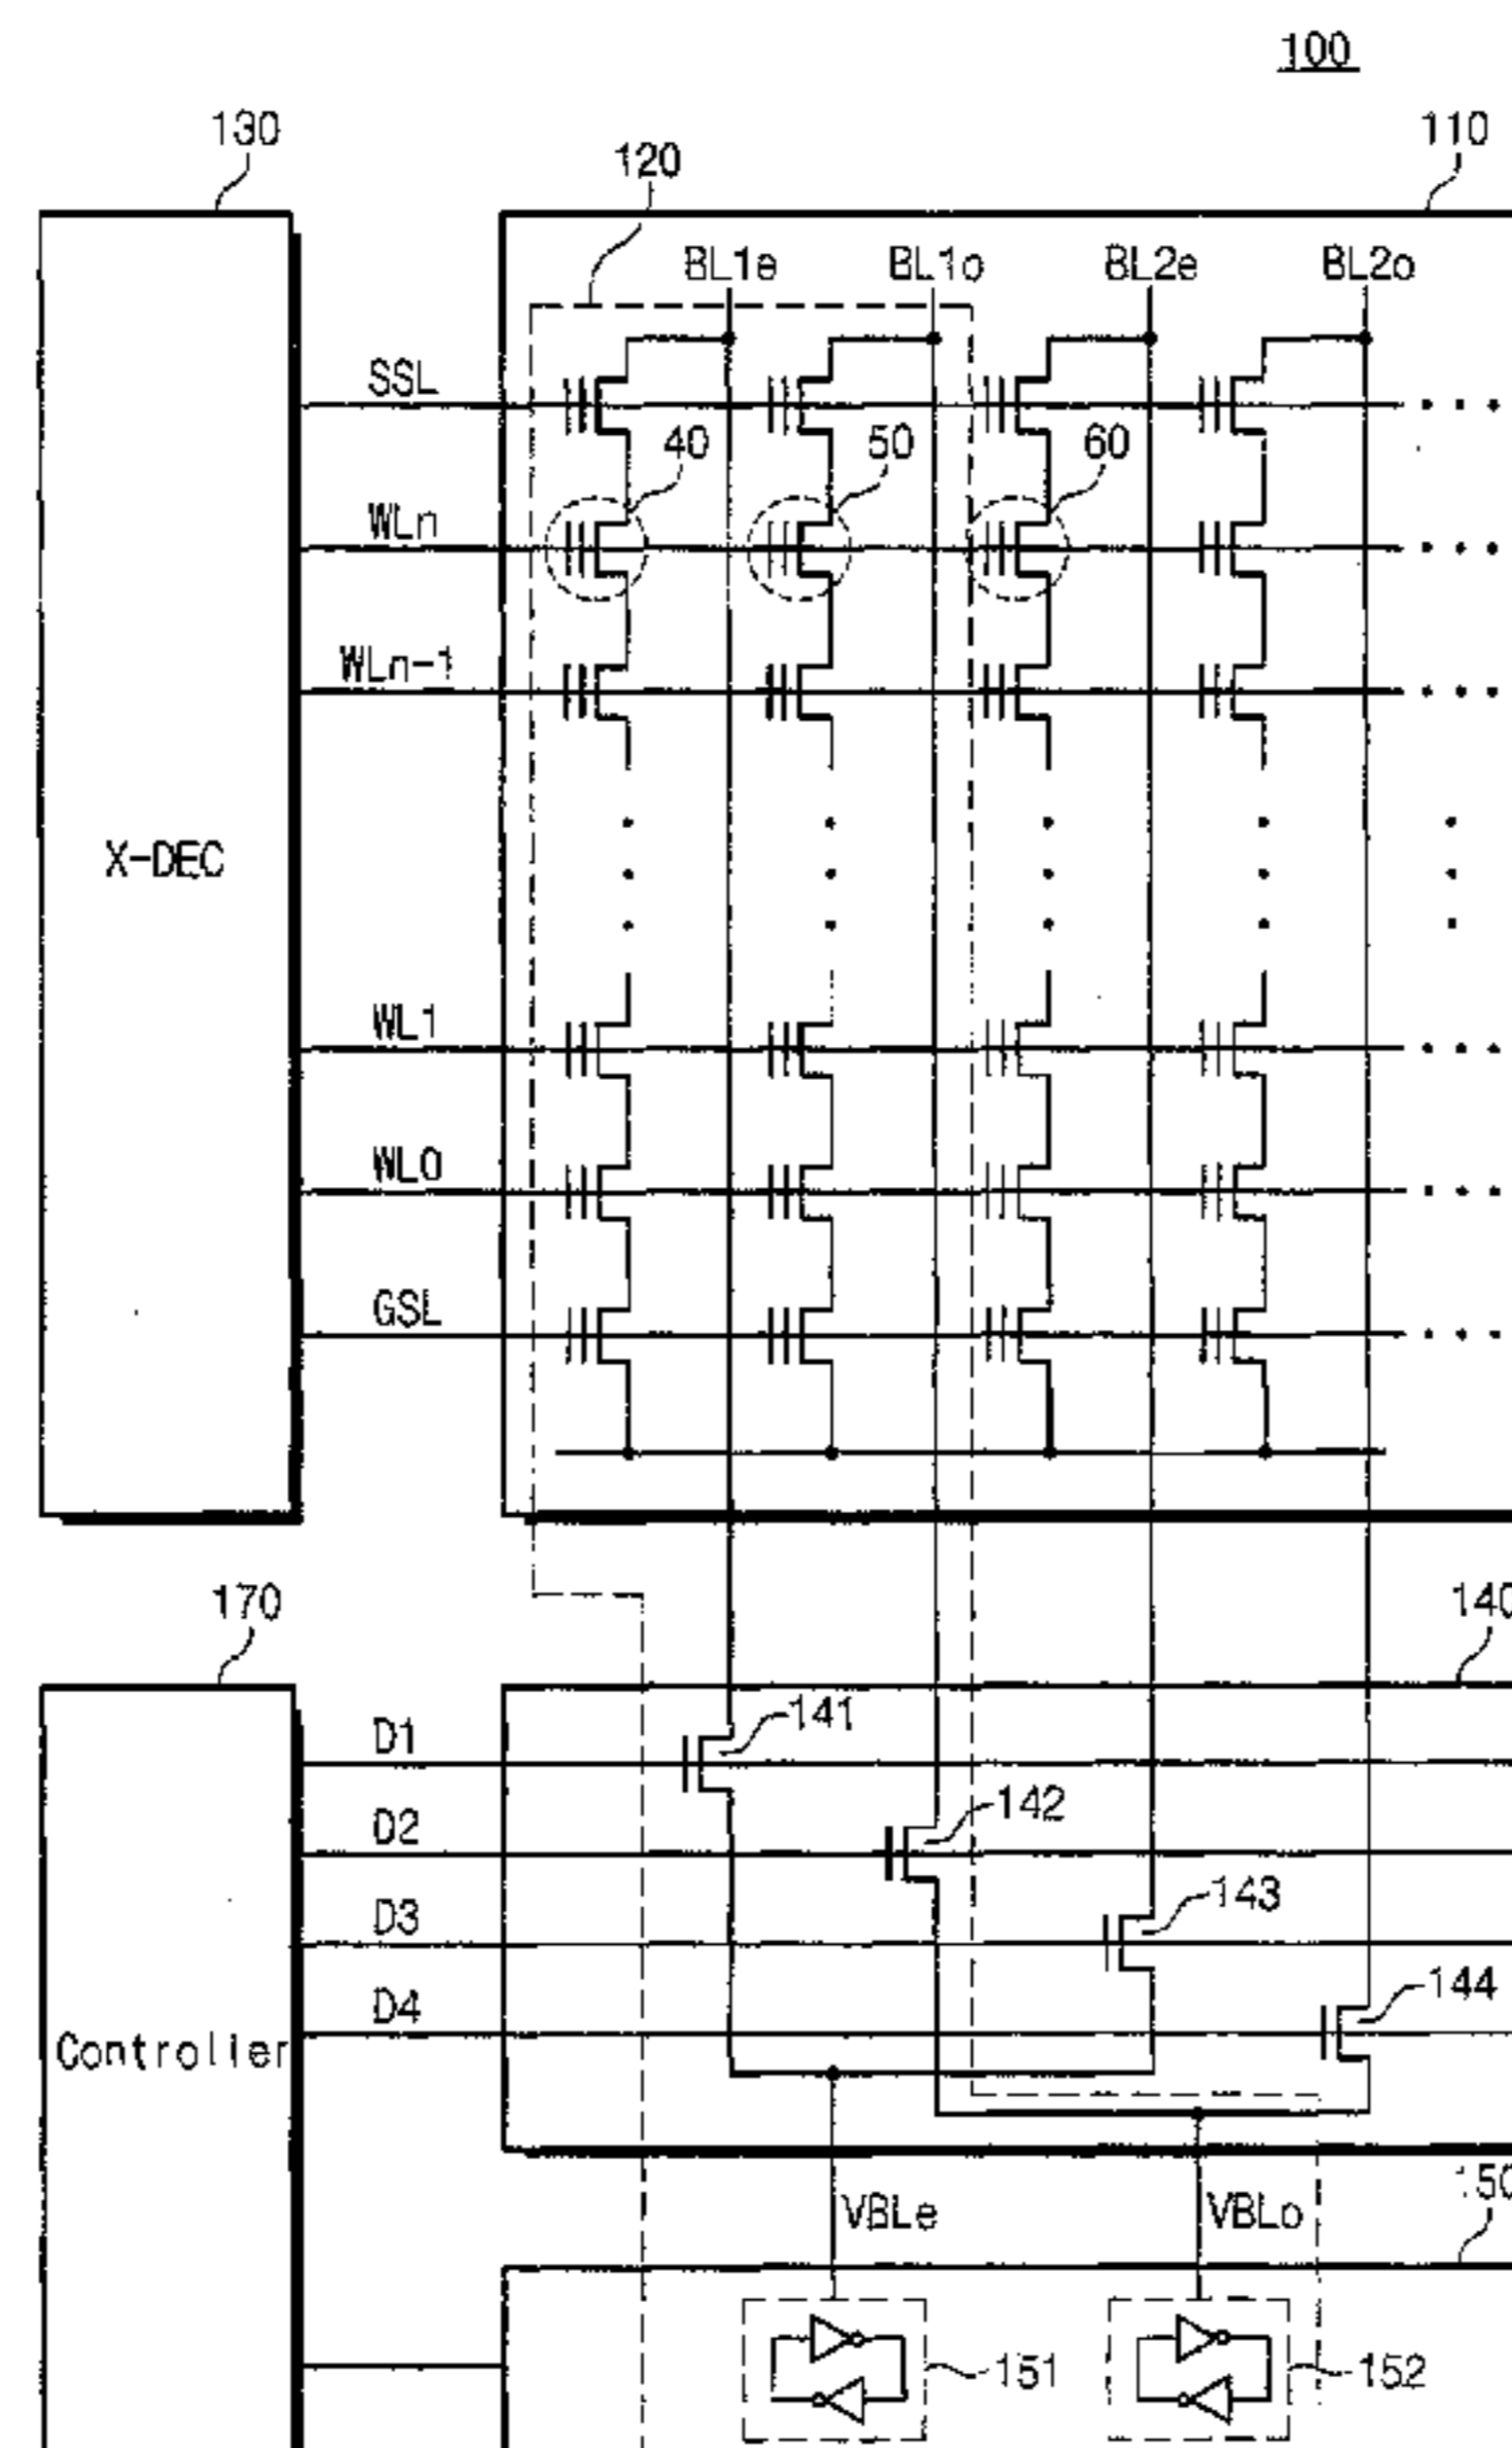 100
130
120
110
BL1e BL1o BL2e BL2o
SSL
40 50 60
WLn
WLn-1
X-DEC
WL1
WL0
GSL
170
140
D1
141
D2
142
D3
143
D4
144
Controller
150
VBLe VBLo
151 152